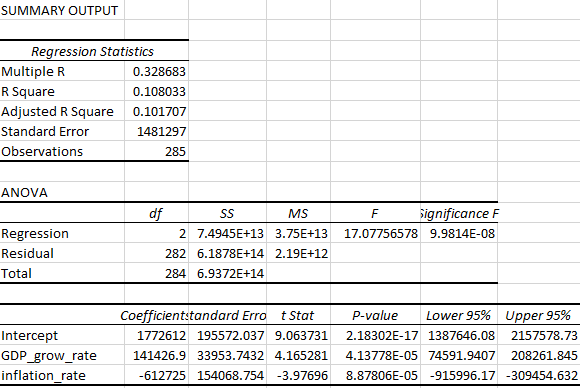 SUMMARY OUTPUT
Regression Statistics
Multiple R 0.328683
R Square 0.108033
Adjusted R Square 0.101707
Standard Error 1481297
Observations 285
ANOVA
df SS MS F Significance F
Regression 2 7.4945E+13 3.75E+13 17.07756578 9.9814E-08
Residual 282 6.1878E+14 2.19E+12
Total 284 6.9372E+14
Coefficients tandard Erro t Stat P-value Lower 95% Upper 95%
Intercept 1772612 195572.037 9.063731 2.18302E-17 1387646.08 2157578.73
GDP_grow_rate 141426.9 33953.7432 4.165281 4.13778E-05 74591.9407 208261.845
inflation_rate -612725 154068.754 -3.97696 8.87806E-05 -915996.17 -309454.632